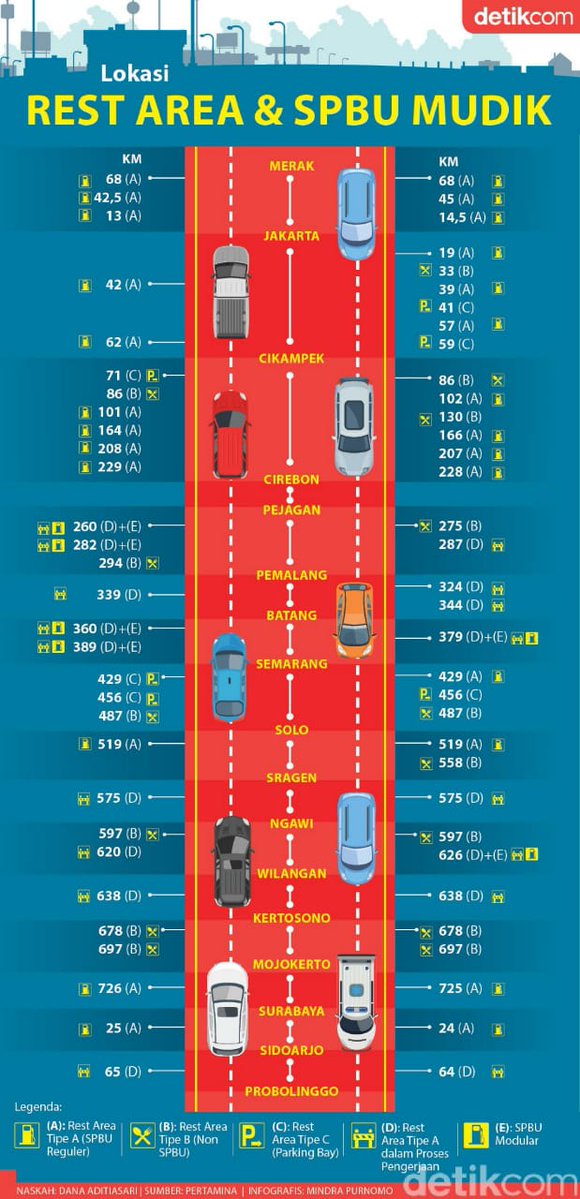 detikcom
Lokasi
REST AREA & SPBU MUDIK
KM
KM
MERAK
68 (A)
42,5 (A)
13 (A)
68 (A)
45 (A)
14,5 (A)
JAKARTA
42 (A)
62 (A)
19 (A)
33 (B)
39 (A)
41 (C)
57 (A)
59 (C)
CIKAMPEK
71 (C)
86 (B)
101 (A)
164 (A)
208 (A)
229 (A)
86 (B)
102 (A)
130 (B)
166 (A)
207 (A)
228 (A)
CIREBON
PEJAGAN
260 (D)+(E)
282 (D)+(E)
294 (B)
275 (B)
287 (D)
PEMALANG
339 (D)
324 (D)
344 (D)
BATANG
360 (D)+(E)
389 (D)+(E)
379 (D)+(E)
SEMARANG
429 (C)
456 (C)
487 (B)
429 (A)
456 (C)
487 (B)
SOLO
519 (A)
519 (A)
558 (B)
SRAGEN
575 (D)
575 (D)
NGAWI
597 (B)
620 (D)
597 (B)
626 (D)+(E)
WILANGAN
638 (D)
638 (D)
KERTOSONO
678 (B)
697 (B)
678 (B)
697 (B)
MOJOKERTO
726 (A)
725 (A)
SURABAYA
25 (A)
24 (A)
SIDOARJO
65 (D)
64 (D)
PROBOLINGGO
Legenda:
(A): Rest Area
Tipe A (SPBU
Reguler)
(B): Rest Area
Tipe B (Non
SPBU)
(C): Rest
Area Tipe C
(Parking Bay)
(D): Rest
Area Tipe A
dalam Proses
Pengerjaan
(E): SPBU
Modular
NASKAH: DANA ADITIASARI | SUMBER: PERTAMINA | INFOGRAFIS: MINDRA PURNOMO
detikcom